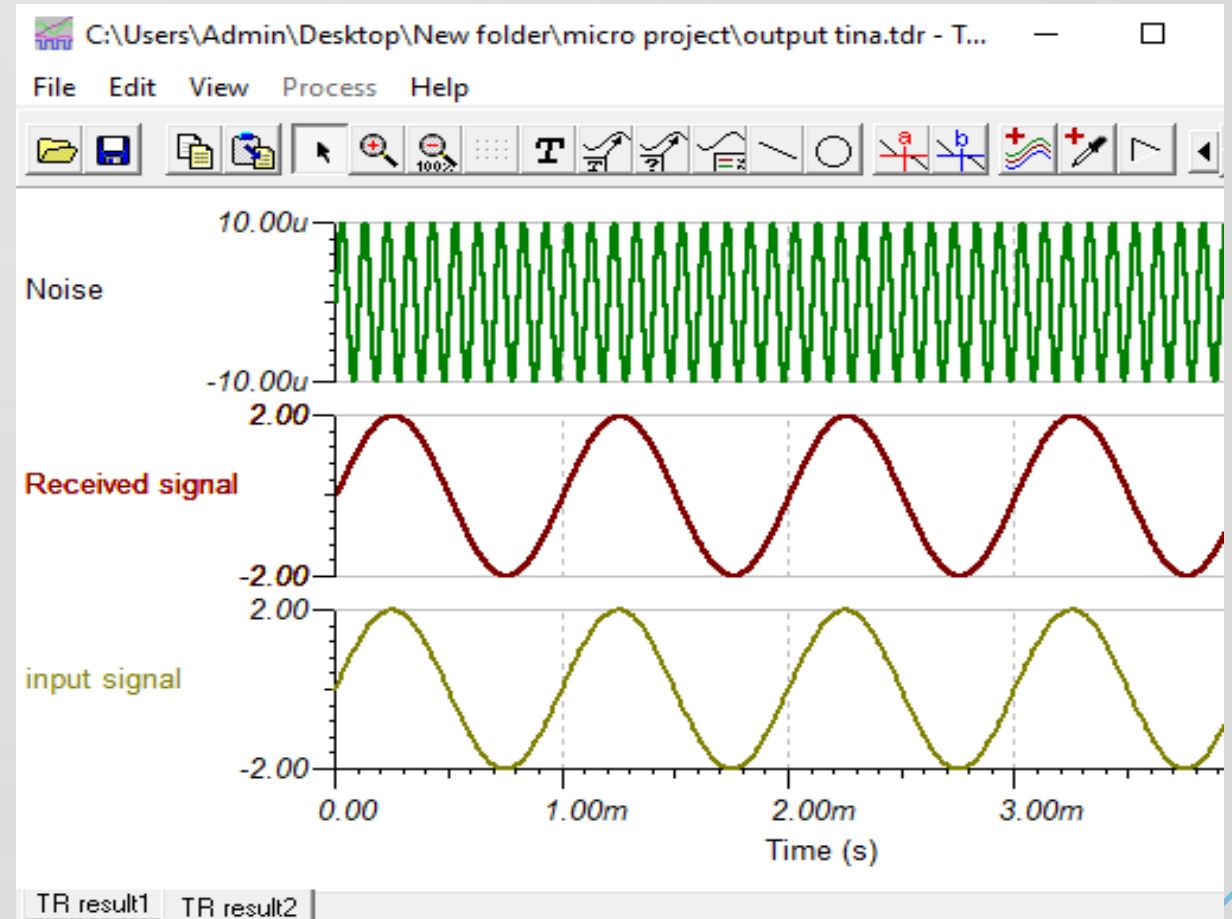 C:\Users\Admin\Desktop\New folder\micro project\output tina.tdr - T...
File Edit View Process Help
100%
T
T
?
a
b
10.00u
Noise
-10.00u
2.00
Received signal
-2.00
2.00
input signal
-2.00
0.00 1.00m 2.00m 3.00m
Time (s)
TR result1 TR result2